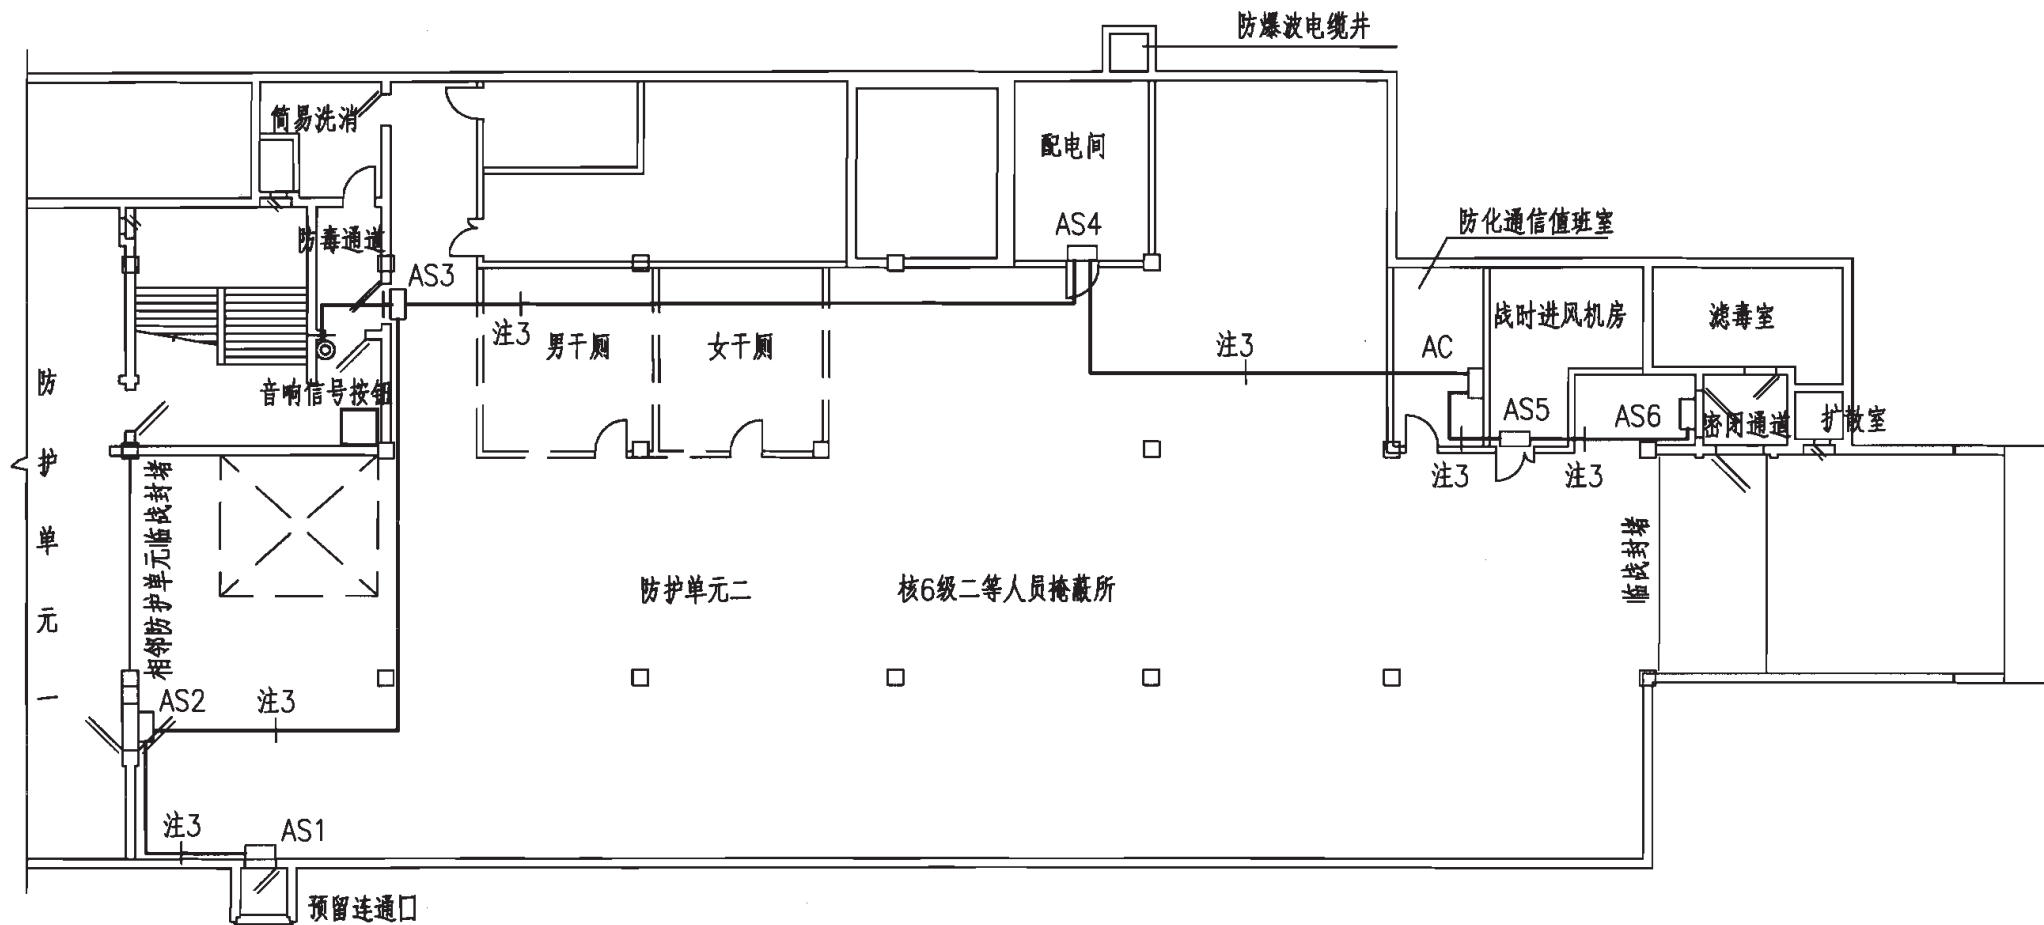 防爆波电缆井
简易洗消
配电间
AS4
防化通信值班室
防毒通道
AS3
注3
男干厕
女干厕
注3
AC
战时进风机房
滤毒室
音响信号按钮
AS5
AS6
密闭通道
扩散室
注3
注3
防护单元一
相邻防护单元临战封堵
临战封堵
防护单元二
核6级二等人员掩蔽所
AS2
注3
注3
AS1
预留连通口